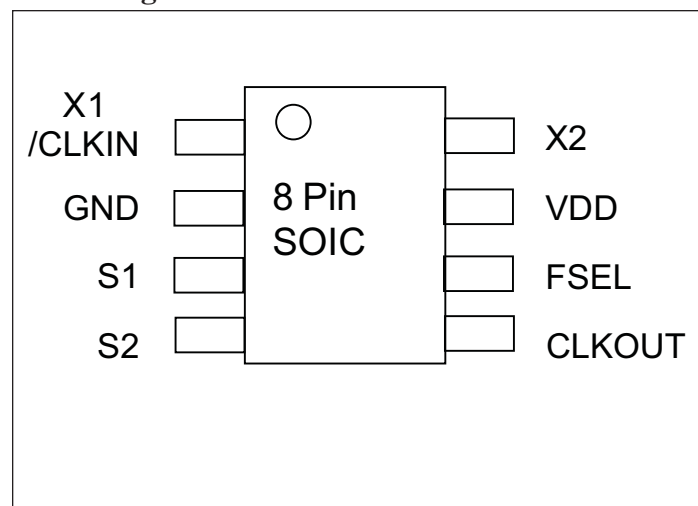 X1
/CLKIN
GND
S1
S2
8 Pin
SOIC
X2
VDD
FSEL
CLKOUT